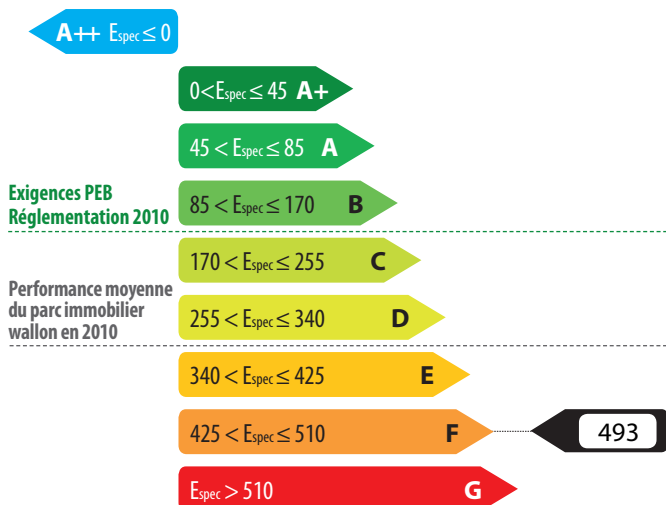 A++ Espec ≤ 0
0<Espec ≤ 45 A+
45 < Espec ≤ 85 A
Exigences PEB
Réglementation 2010
85 < Espec ≤ 170 B
170 < Espec ≤ 255 C
Performance moyenne
du parc immobilier
wallon en 2010
255 < Espec ≤ 340 D
340 < Espec ≤ 425 E
425 < Espec ≤ 510 F
493
Espec > 510 G